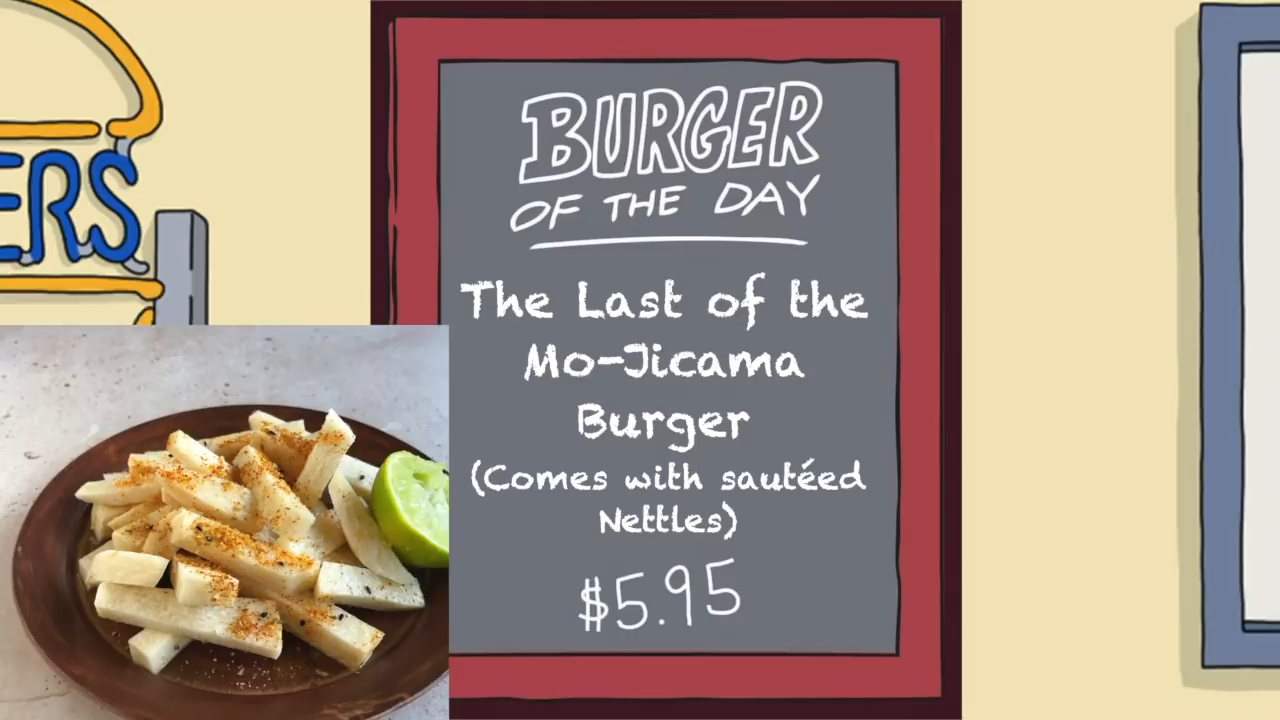 ERS
BURGER
OF THE DAY
The Last of the
Mo-Jicama
Burger
(Comes with sautéed
Nettles)
$5.95